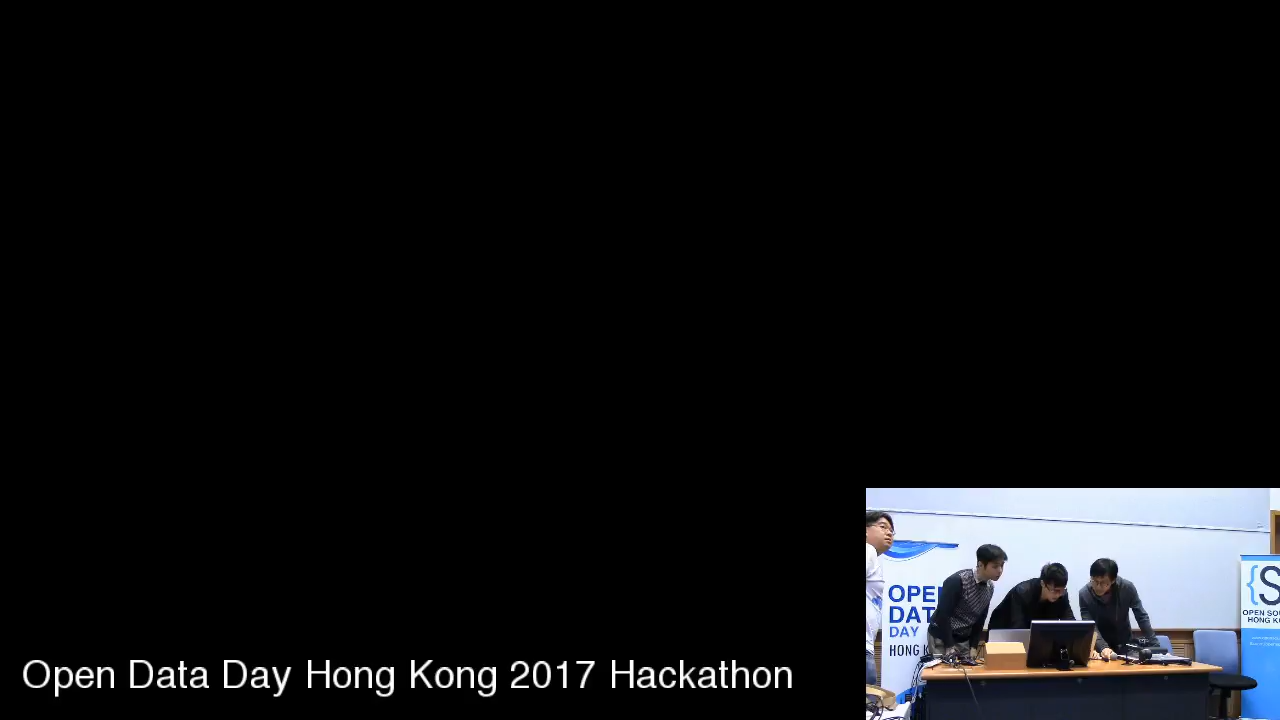 OPEN
DATA
DAY
HONG K
{S
OPEN SOU
HONG KO
Open Data Day Hong Kong 2017 Hackathon